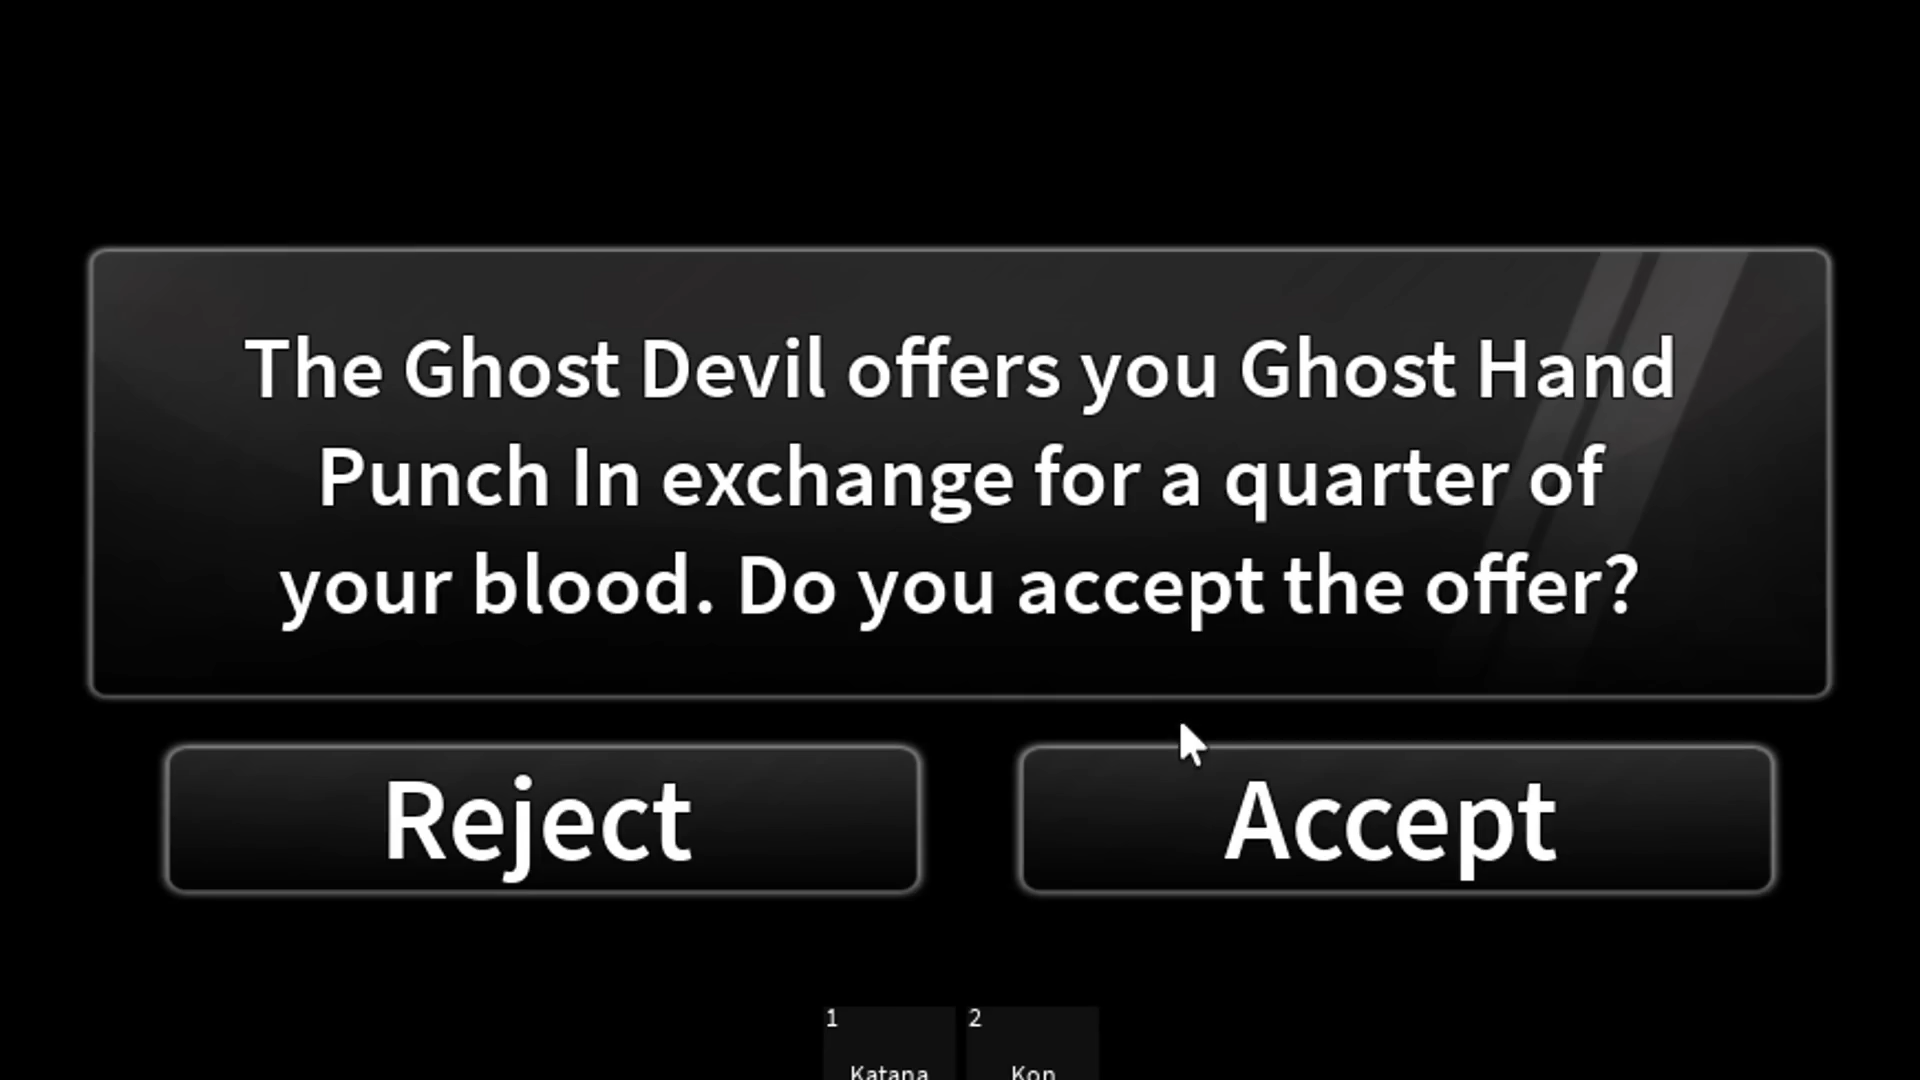 The Ghost Devil offers you Ghost Hand
Punch In exchange for a quarter of
your blood. Do you accept the offer?
Reject
Accept
1
2
Katana
Kon